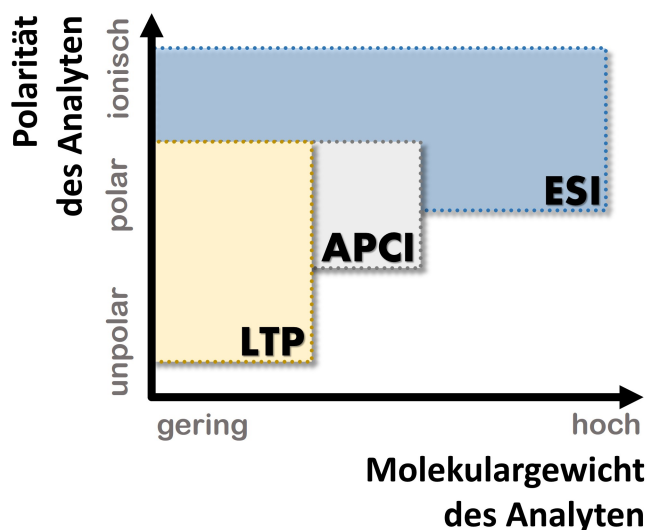 Polarität
des Analyten
ionisch
polar
unpolar
ESI
APCI
LTP
gering
hoch
Molekulargewicht
des Analyten